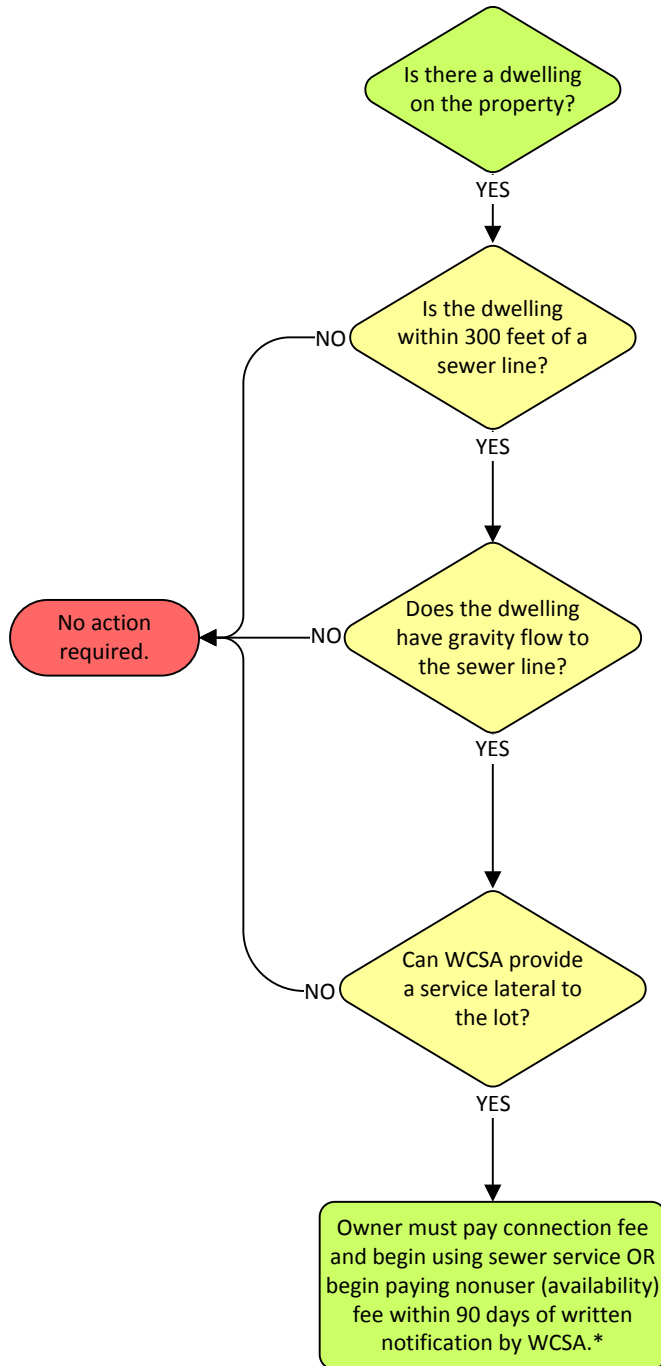 Is there a dwelling
on the property?
YES
Is the dwelling
within 300 feet of a
sewer line?
NO
YES
Does the dwelling
have gravity flow to
the sewer line?
NO
No action
required.
YES
Can WCSA provide
a service lateral to
the lot?
NO
YES
Owner must pay connection fee
and begin using sewer service OR
begin paying nonuser (availability)
fee within 90 days of written
notification by WCSA.*